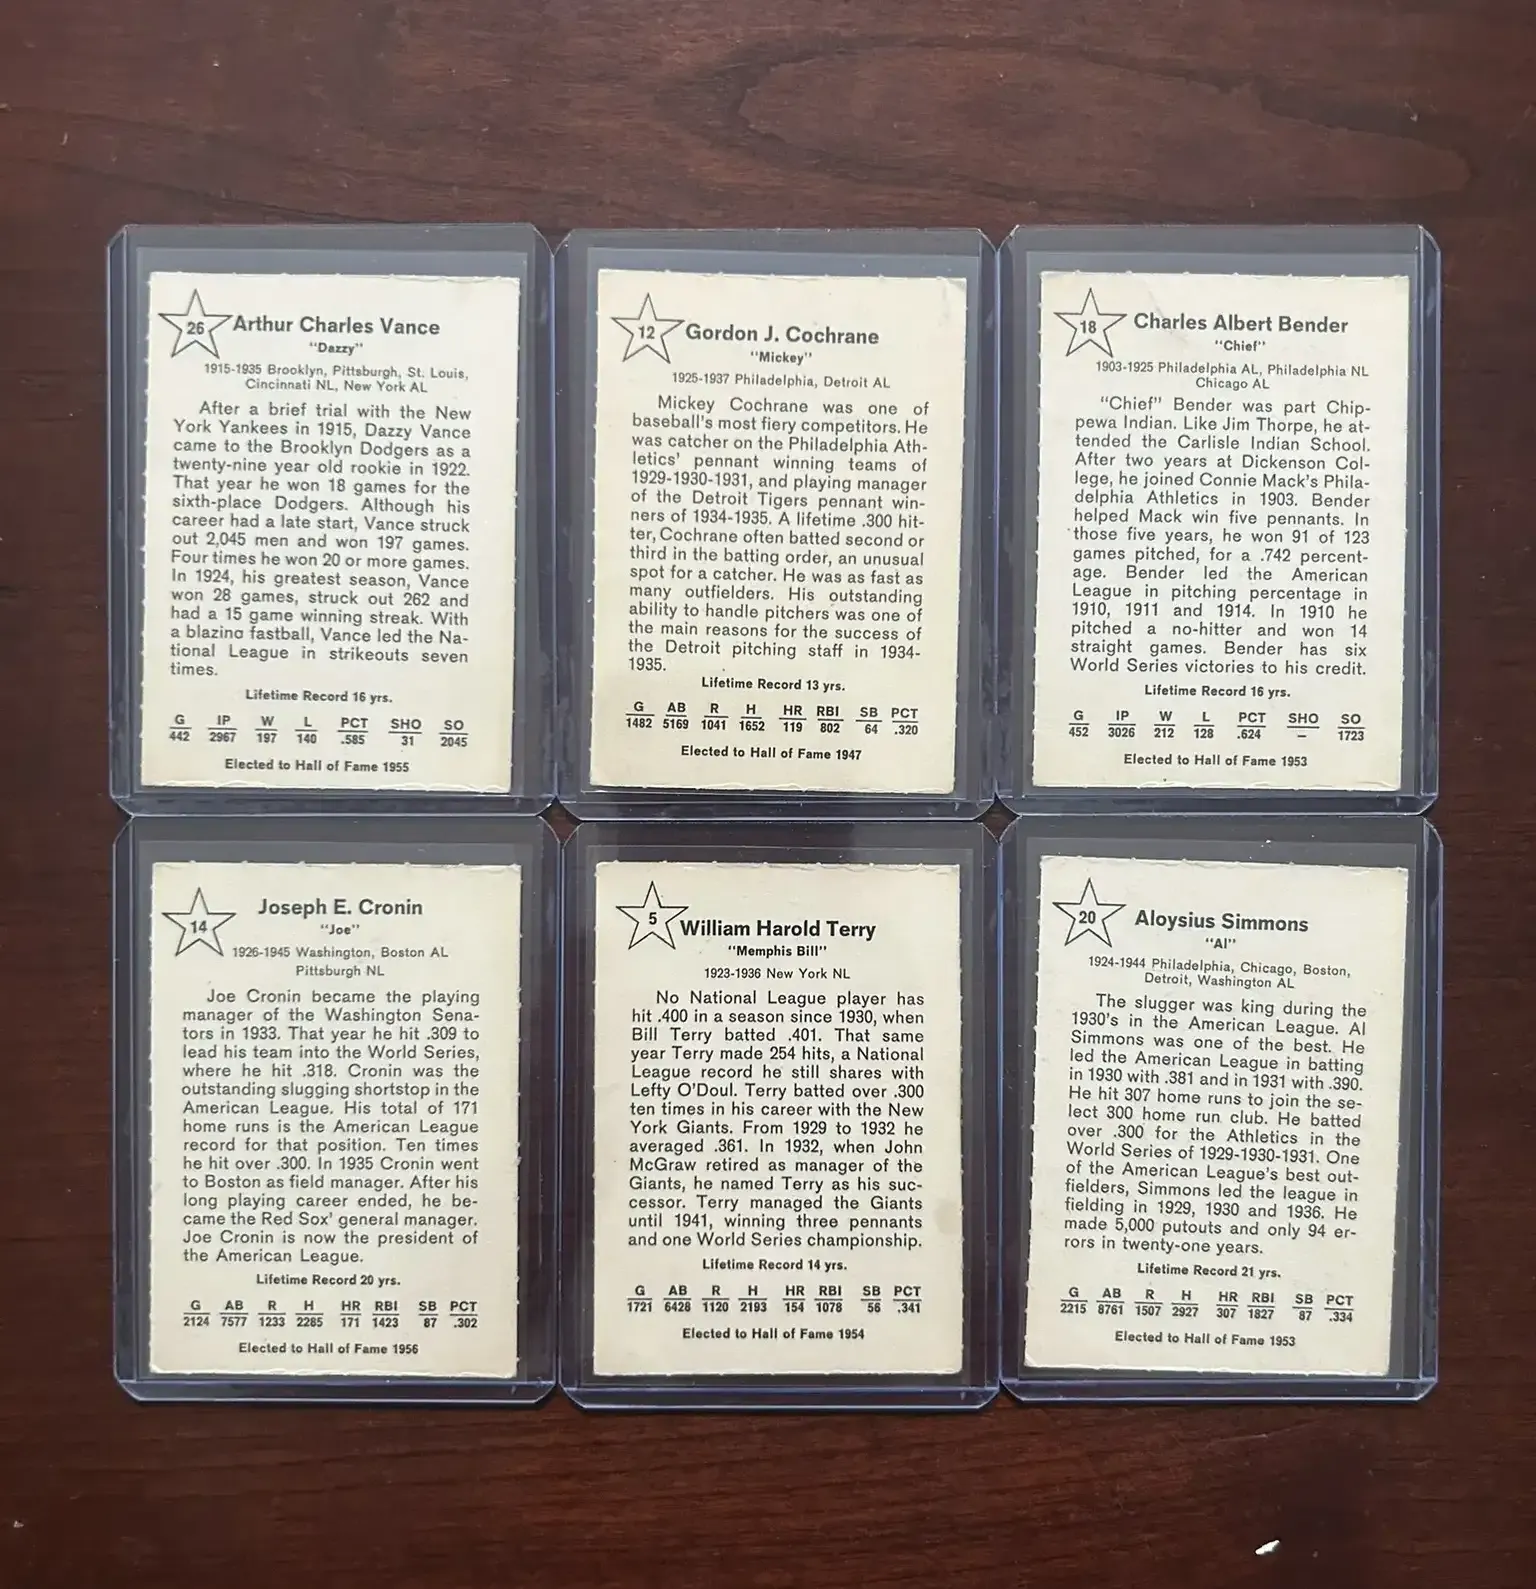 26
Arthur Charles Vance
"Dazzy"
1915-1935 Brooklyn, Pittsburgh, St. Louis,
Cincinnati NL, New York AL
After a brief trial with the New
York Yankees in 1915, Dazzy Vance
came to the Brooklyn Dodgers as a
twenty-nine year old rookie in 1922.
That year he won 18 games for the
sixth-place Dodgers. Although his
career had a late start, Vance struck
out 2,045 men and won 197 games.
Four times he won 20 or more games.
In 1924, his greatest season, Vance
won 28 games, struck out 262 and
had a 15 game winning streak. With
a blazing fastball, Vance led the Na-
tional League in strikeouts seven
times.
Lifetime Record 16 yrs.
G IP W L PCT SHO SO
442 2967 197 140 .585 31 2045
Elected to Hall of Fame 1955
12
Gordon J. Cochrane
"Mickey"
1925-1937 Philadelphia, Detroit AL
Mickey Cochrane was one of
baseball's most fiery competitors. He
was catcher on the Philadelphia Ath-
letics' pennant winning teams of
1929-1930-1931, and playing manager
of the Detroit Tigers pennant win-
ners of 1934-1935. A lifetime .300 hit-
ter, Cochrane often batted second or
third in the batting order, an unusual
spot for a catcher. He was as fast as
many outfielders. His outstanding
ability to handle pitchers was one of
the main reasons for the success of
the Detroit pitching staff in 1934-
1935.
Lifetime Record 13 yrs.
G AB R H HR RBI SB PCT
1482 5169 1041 1652 119 802 64 .320
Elected to Hall of Fame 1947
18
Charles Albert Bender
"Chief"
1903-1925 Philadelphia AL, Philadelphia NL
Chicago AL
"Chief" Bender was part Chip-
pewa Indian. Like Jim Thorpe, he at-
tended the Carlisle Indian School.
After two years at Dickenson Col-
lege, he joined Connie Mack's Phila-
delphia Athletics in 1903. Bender
helped Mack win five pennants. In
those five years, he won 91 of 123
games pitched, for a .742 percent-
age. Bender led the American
League in pitching percentage in
1910, 1911 and 1914. In 1910 he
pitched a no-hitter and won 14
straight games. Bender has six
World Series victories to his credit.
Lifetime Record 16 yrs.
G IP W L PCT SHO SO
452 3026 212 128 .624 – 1723
Elected to Hall of Fame 1953
14
Joseph E. Cronin
"Joe"
1926-1945 Washington, Boston AL
Pittsburgh NL
Joe Cronin became the playing
manager of the Washington Sena-
tors in 1933. That year he hit .309 to
lead his team into the World Series,
where he hit .318. Cronin was the
outstanding slugging shortstop in the
American League. His total of 171
home runs is the American League
record for that position. Ten times
he hit over .300. In 1935 Cronin went
to Boston as field manager. After his
long playing career ended, he be-
came the Red Sox' general manager.
Joe Cronin is now the president of
the American League.
Lifetime Record 20 yrs.
G AB R H HR RBI SB PCT
2124 7577 1233 2285 171 1423 87 .302
Elected to Hall of Fame 1956
5
William Harold Terry
"Memphis Bill"
1923-1936 New York NL
No National League player has
hit .400 in a season since 1930, when
Bill Terry batted .401. That same
year Terry made 254 hits, a National
League record he still shares with
Lefty O'Doul. Terry batted over .300
ten times in his career with the New
York Giants. From 1929 to 1932 he
averaged .361. In 1932, when John
McGraw retired as manager of the
Giants, he named Terry as his suc-
cessor. Terry managed the Giants
until 1941, winning three pennants
and one World Series championship.
Lifetime Record 14 yrs.
G AB R H HR RBI SB PCT
1721 6428 1120 2193 154 1078 56 .341
Elected to Hall of Fame 1954
20
Aloysius Simmons
"Al"
1924-1944 Philadelphia, Chicago, Boston,
Detroit, Washington AL
The slugger was king during the
1930's in the American League. Al
Simmons was one of the best. He
led the American League in batting
in 1930 with .381 and in 1931 with .390.
He hit 307 home runs to join the se-
lect 300 home run club. He batted
over .300 for the Athletics in the
World Series of 1929-1930-1931. One
of the American League's best out-
fielders, Simmons led the league in
fielding in 1929, 1930 and 1936. He
made 5,000 putouts and only 94 er-
rors in twenty-one years.
Lifetime Record 21 yrs.
G AB R H HR RBI SB PCT
2215 8761 1507 2927 307 1827 87 .334
Elected to Hall of Fame 1953